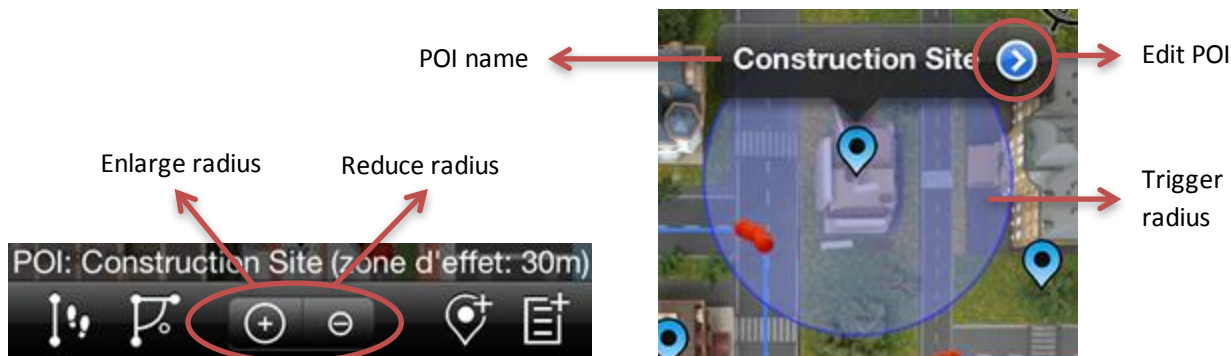 POI name
Construction Site
Edit POI
Enlarge radius
Reduce radius
Trigger
radius
POI: Construction Site (zone d'effet: 30m)